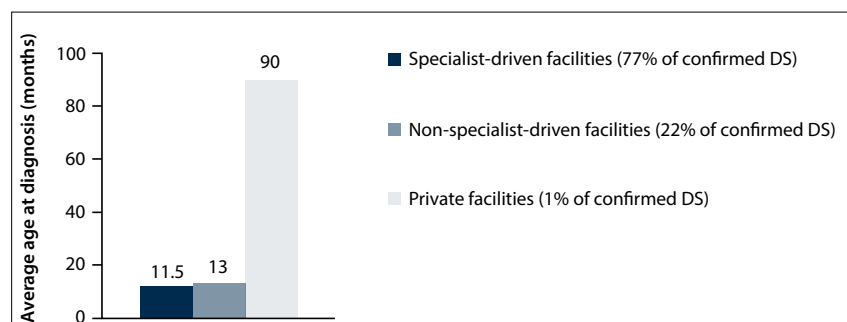 Average age at diagnosis (months)
100
80
60
40
20
0
11.5
13
90
Specialist-driven facilities (77% of confirmed DS)
Non-specialist-driven facilities (22% of confirmed DS)
Private facilities (1% of confirmed DS)